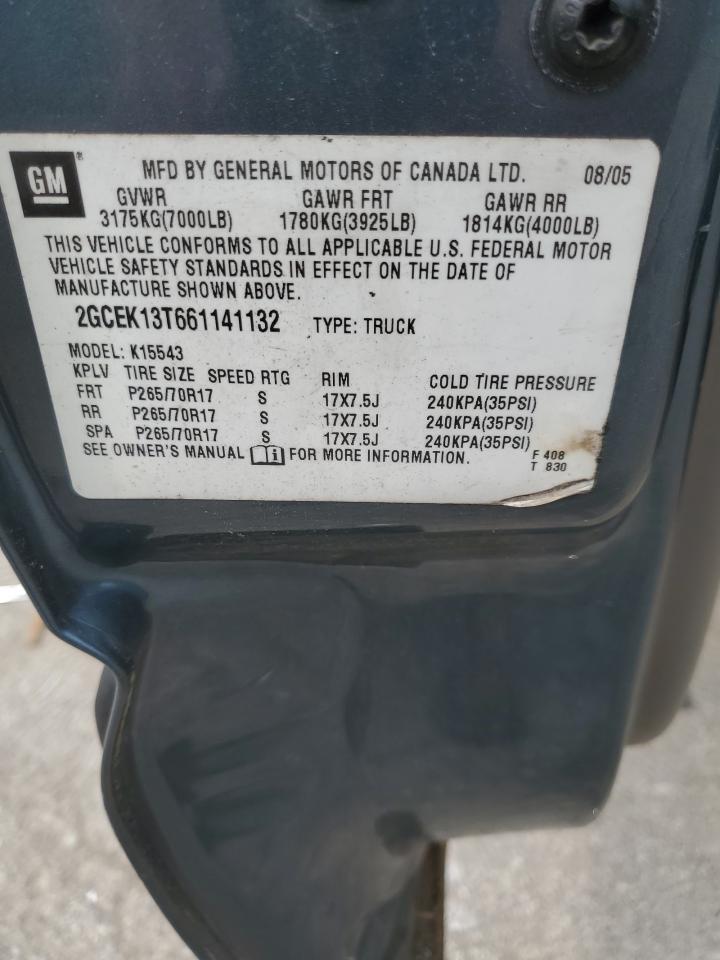 GM ® MFD BY GENERAL MOTORS OF CANADA LTD. 08/05
GVWR GAWR FRT GAWR RR
3175KG(7000LB) 1780KG(3925LB) 1814KG(4000LB)
THIS VEHICLE CONFORMS TO ALL APPLICABLE U.S. FEDERAL MOTOR
VEHICLE SAFETY STANDARDS IN EFFECT ON THE DATE OF
MANUFACTURE SHOWN ABOVE.
2GCEK13T661141132 TYPE: TRUCK
MODEL: K15543
KPLV TIRE SIZE SPEED RTG RIM COLD TIRE PRESSURE
FRT P265/70R17 S 17X7.5J 240KPA(35PSI)
RR P265/70R17 S 17X7.5J 240KPA(35PSI)
SPA P265/70R17 S 17X7.5J 240KPA(35PSI)
SEE OWNER'S MANUAL i FOR MORE INFORMATION. F 408
T 830